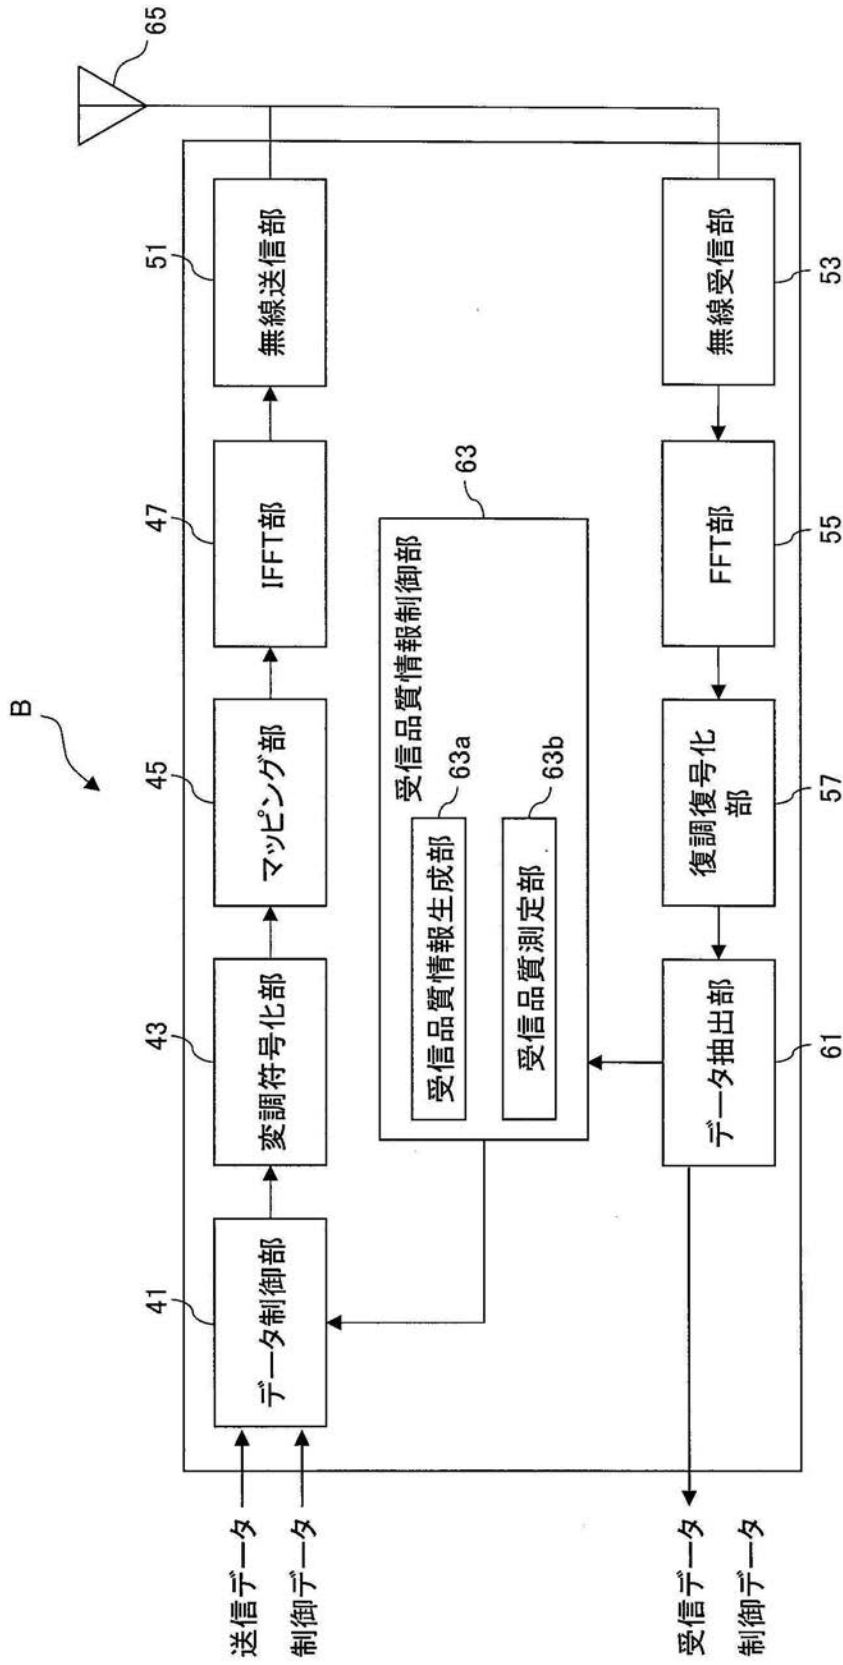 B
65
送信データ
制御データ
41
データ制御部
43
変調符号化部
45
マッピング部
47
IFFT部
51
無線送信部
受信品質情報制御部
63
受信品質情報生成部
63a
受信品質測定部
63b
受信データ
制御データ
データ抽出部
61
復調復号化
部
57
FFT部
55
無線受信部
53